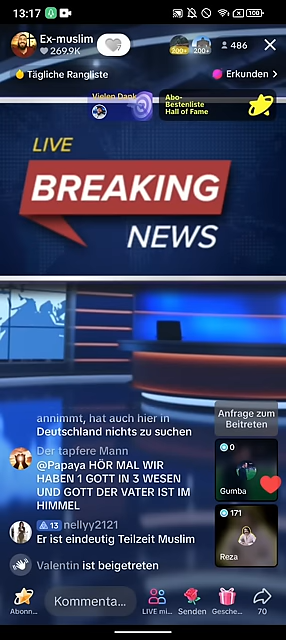 13:17
100
Ex-muslim
269.9K
200+
200+
486
Tägliche Rangliste
Erkunden >
Vielen Dank
Abo-
Bestenliste
Hall of Fame
LIVE
BREAKING
NEWS
annimmt, hat auch hier in
Deutschland nichts zu suchen
Der tapfere Mann
@Papaya HÖR MAL WIR
HABEN 1 GOTT IN 3 WESEN
UND GOTT DER VATER IST IM
HIMMEL
13 nellyy2121
Er ist eindeutig Teilzeit Muslim
Valentin ist beigetreten
Anfrage zum
Beitreten
0
Gumba
171
Reza
Abonn...
Kommenta...
LIVE mi...
Senden
Gesche...
70